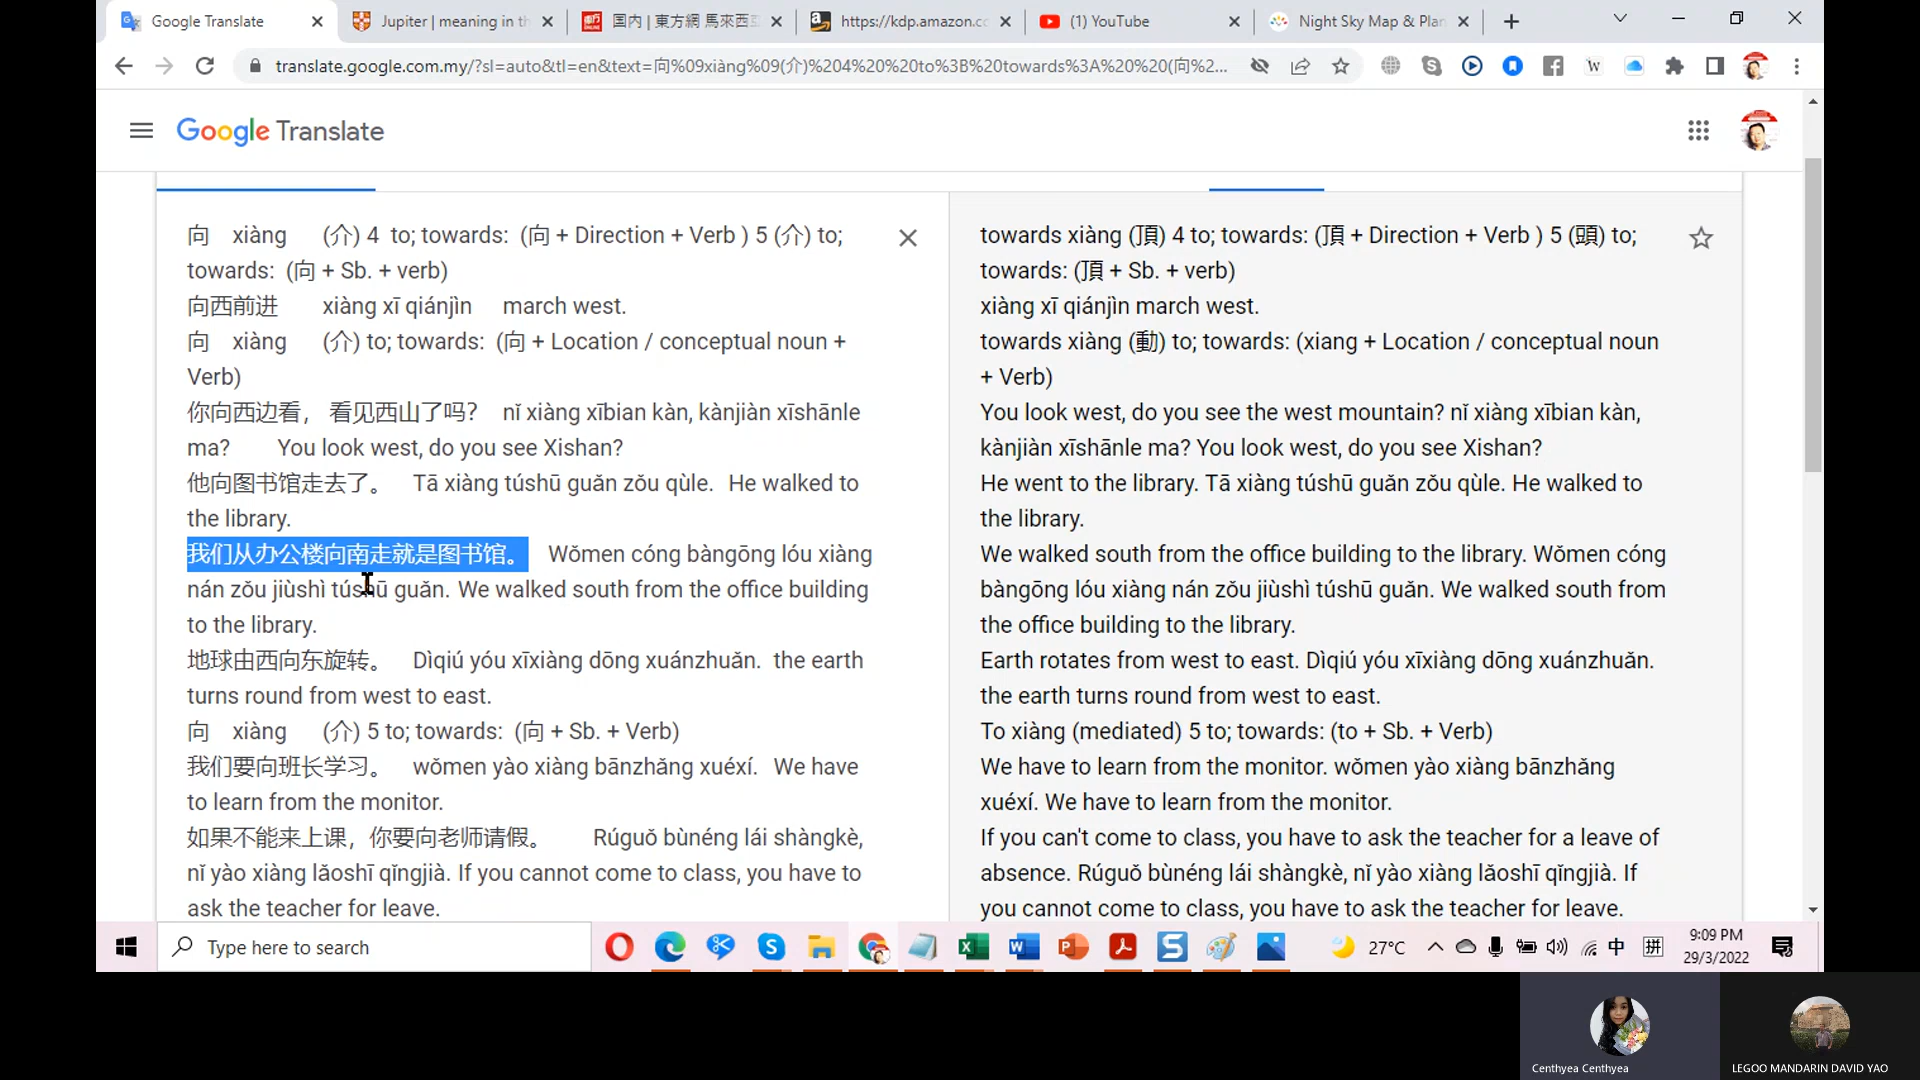 Google Translate
Jupiter | meaning in th
国内 | 東方網 馬來西亞
https://kdp.amazon.co
(1) YouTube
Night Sky Map & Plan
translate.google.com.my/?sl=auto&tl=en&text=向%09xiàng%09(介)%204%20%20to%3B%20towards%3A%20%20(向%2...
Google Translate
向 xiàng (介) 4 to; towards: (向 + Direction + Verb ) 5 (介) to;
towards: (向 + Sb. + verb)
向西前进 xiàng xī qiánjìn march west.
向 xiàng (介) to; towards: (向 + Location / conceptual noun +
Verb)
你向西边看， 看见西山了吗？ nǐ xiàng xībian kàn, kànjiàn xīshānle
ma? You look west, do you see Xishan?
他向图书馆走去了。 Tā xiàng túshū guǎn zǒu qùle. He walked to
the library.
我们从办公楼向南走就是图书馆。 Wǒmen cóng bàngōng lóu xiàng
nán zǒu jiùshì túshū guǎn. We walked south from the office building
to the library.
地球由西向东旋转。 Dìqiú yóu xīxiàng dōng xuánzhuǎn. the earth
turns round from west to east.
向 xiàng (介) 5 to; towards: (向 + Sb. + Verb)
我们要向班长学习。 wǒmen yào xiàng bānzhǎng xuéxí. We have
to learn from the monitor.
如果不能来上课，你要向老师请假。 Rúguǒ bùnéng lái shàngkè,
nǐ yào xiàng lǎoshī qǐngjià. If you cannot come to class, you have to
ask the teacher for leave.
towards xiàng (頂) 4 to; towards: (頂 + Direction + Verb ) 5 (頭) to;
towards: (頂 + Sb. + verb)
xiàng xī qiánjìn march west.
towards xiàng (動) to; towards: (xiang + Location / conceptual noun
+ Verb)
You look west, do you see the west mountain? nǐ xiàng xībian kàn,
kànjiàn xīshānle ma? You look west, do you see Xishan?
He went to the library. Tā xiàng túshū guǎn zǒu qùle. He walked to
the library.
We walked south from the office building to the library. Wǒmen cóng
bàngōng lóu xiàng nán zǒu jiùshì túshū guǎn. We walked south from
the office building to the library.
Earth rotates from west to east. Dìqiú yóu xīxiàng dōng xuánzhuǎn.
the earth turns round from west to east.
To xiàng (mediated) 5 to; towards: (to + Sb. + Verb)
We have to learn from the monitor. wǒmen yào xiàng bānzhǎng
xuéxí. We have to learn from the monitor.
If you can't come to class, you have to ask the teacher for a leave of
absence. Rúguǒ bùnéng lái shàngkè, nǐ yào xiàng lǎoshī qǐngjià. If
you cannot come to class, you have to ask the teacher for leave.
Type here to search
27°C
中
拼
9:09 PM
29/3/2022
Centhyea Centhyea
LEGOO MANDARIN DAVID YAO